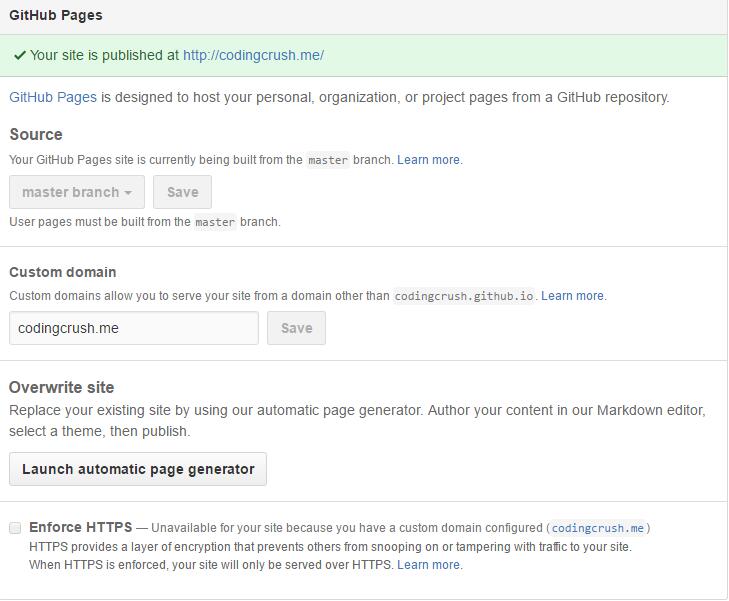 GitHub Pages
Your site is published at http://codingcrush.me/
GitHub Pages is designed to host your personal, organization, or project pages from a GitHub repository.
Source
Your GitHub Pages site is currently being built from the master branch. Learn more.
master branch Save
User pages must be built from the master branch.
Custom domain
Custom domains allow you to serve your site from a domain other than codingcrush.github.io. Learn more.
codingcrush.me Save
Overwrite site
Replace your existing site by using our automatic page generator. Author your content in our Markdown editor,
select a theme, then publish.
Launch automatic page generator
Enforce HTTPS — Unavailable for your site because you have a custom domain configured (codingcrush.me)
HTTPS provides a layer of encryption that prevents others from snooping on or tampering with traffic to your site.
When HTTPS is enforced, your site will only be served over HTTPS. Learn more.